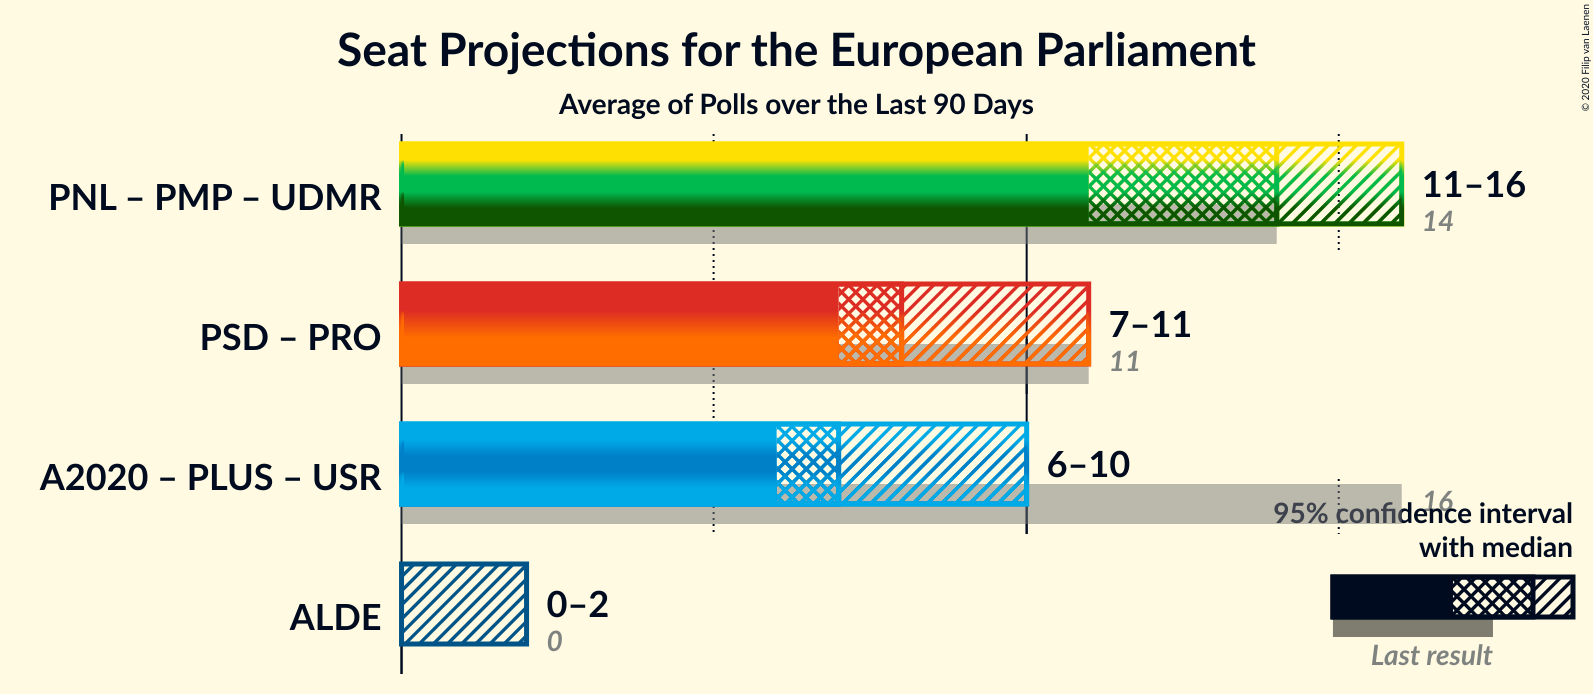 Seat Projections for the European Parliament
Average of Polls over the Last 90 Days
© 2020 Filip van Laenen
PNL – PMP – UDMR
11–16
14
PSD – PRO
7–11
11
A2020 – PLUS – USR
6–10
16
95% confidence interval
with median
ALDE
0–2
0
Last result